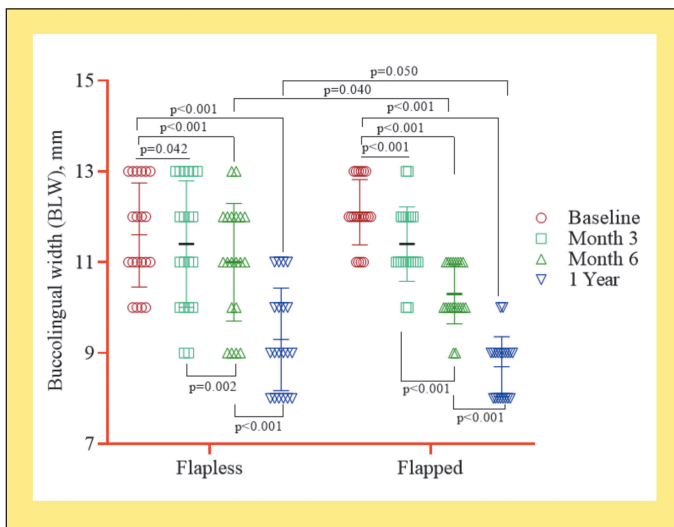 15
p=0.050
p=0.040
p<0.001
p<0.001
p<0.001
p<0.001
p=0.042
p<0.001
13
Buccolingual width (BLW), mm
11
Baseline
Month 3
Month 6
1 Year
9
p=0.002
p<0.001
p<0.001
p<0.001
7
Flapless
Flapped